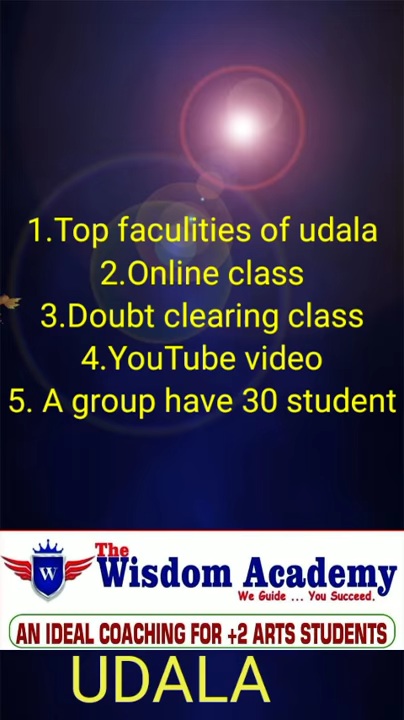 1.Top faculities of udala
2.Online class
3.Doubt clearing class
4.YouTube video
5. A group have 30 student
W
The
Wisdom Academy
We Guide ... You Succeed.
AN IDEAL COACHING FOR +2 ARTS STUDENTS
UDALA